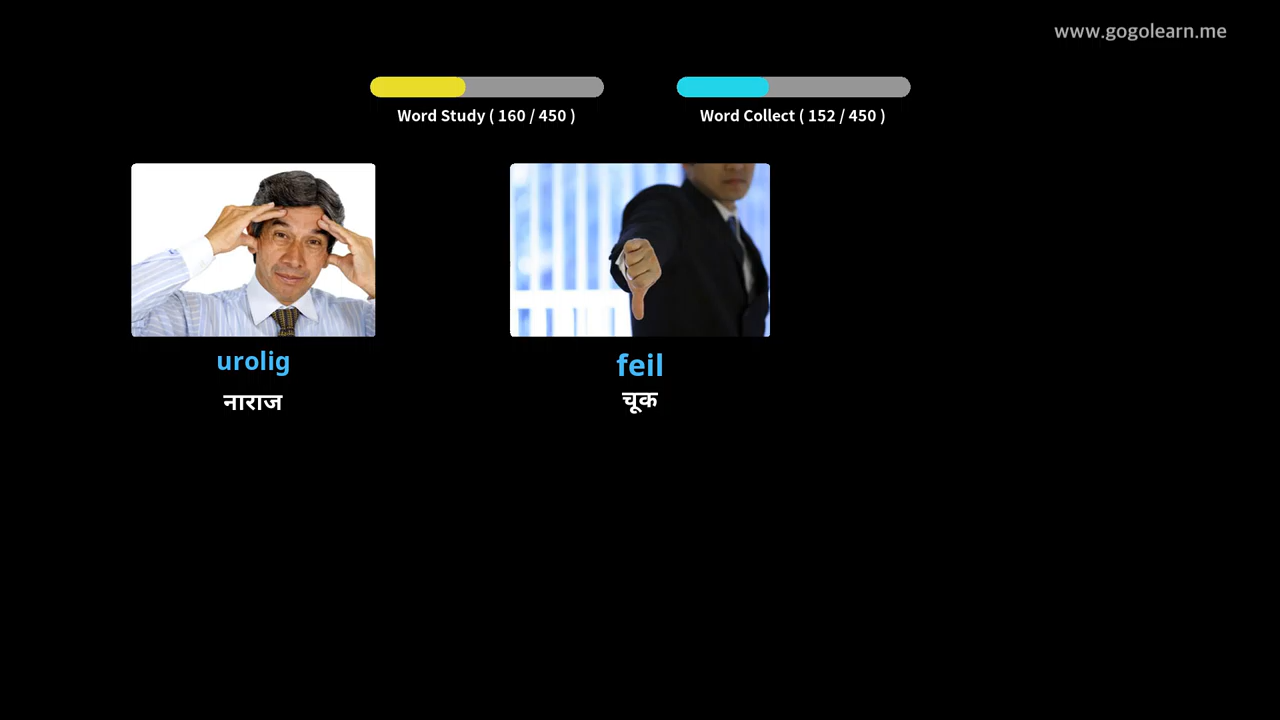 www.gogolearn.me
Word Study ( 160 / 450 )
Word Collect ( 152 / 450 )
urolig
नाराज
feil
चूक